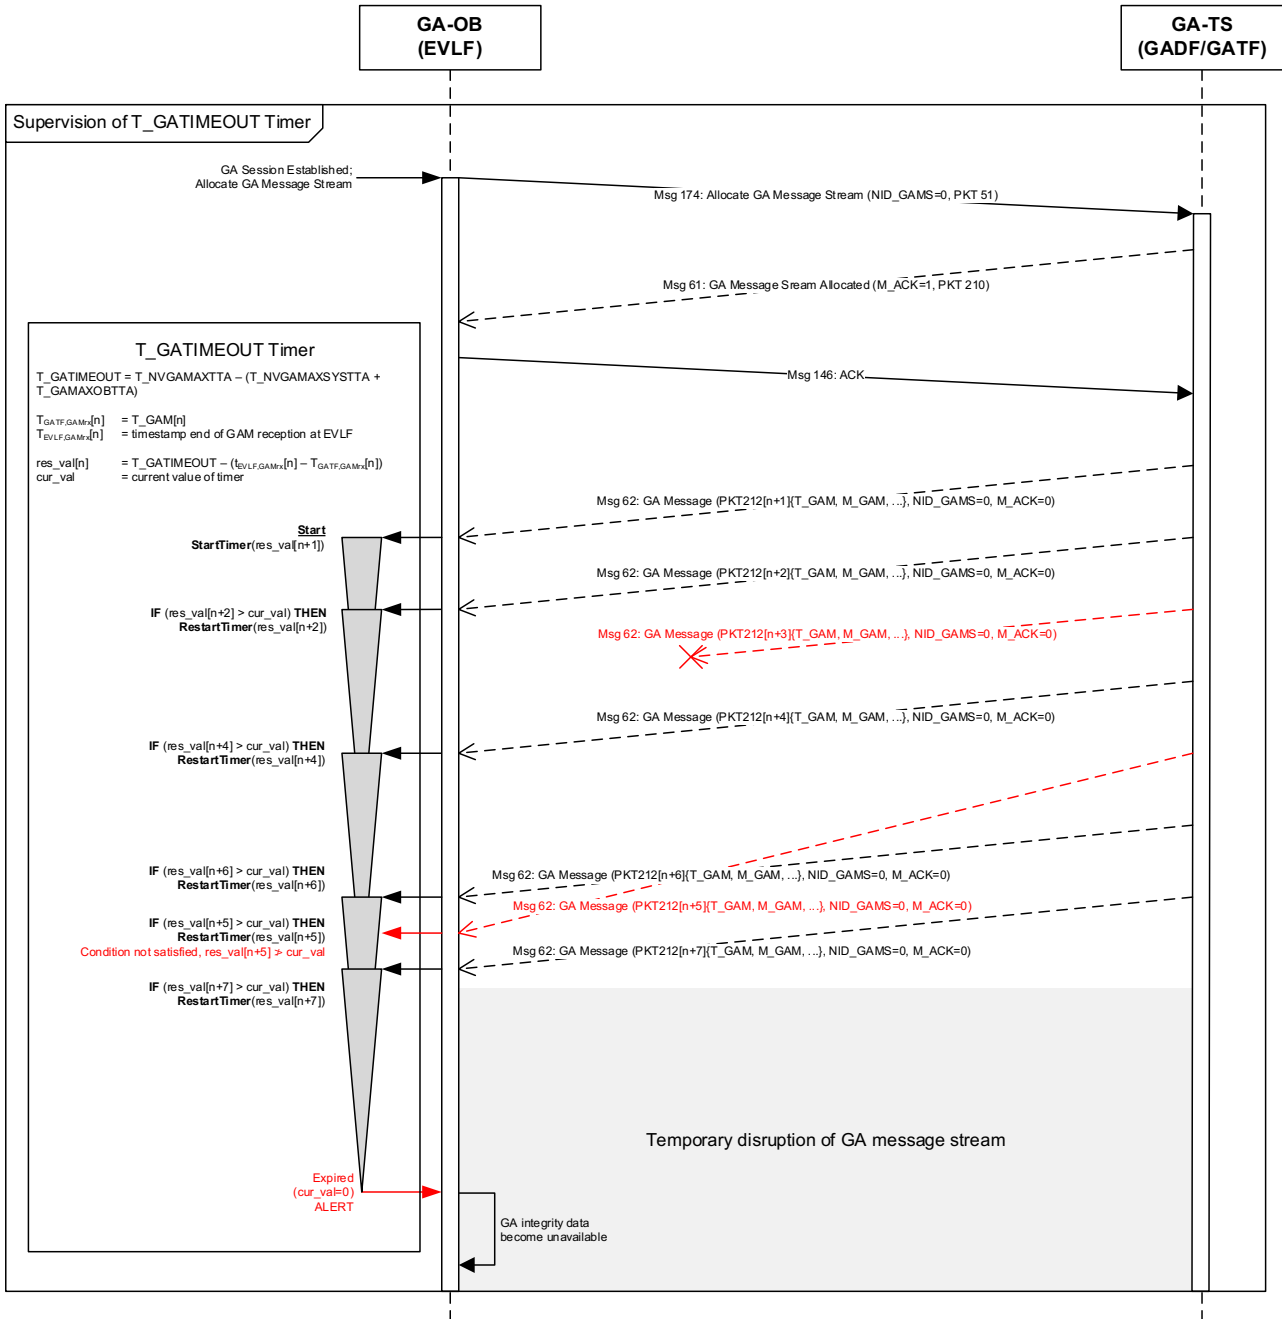 GA-OB
(EVLF)
GA-TS
(GADF/GATF)
Supervision of T_GATIMEOUT Timer
GA Session Established;
Allocate GA Message Stream
Msg 174: Allocate GA Message Stream (NID_GAMS=0, PKT 51)
Msg 61: GA Message Sream Allocated (M_ACK=1, PKT 210)
Msg 146: ACK
T_GATIMEOUT Timer
T_GATIMEOUT = T_NVGAMAXTTA – (T_NVGAMAXSYSTTA +
T_GAMAXOBTTA)
T_GATF,GAMrx[n] = T_GAM[n]
T_EVLF,GAMrx[n] = timestamp end of GAM reception at EVLF
res_val[n] = T_GATIMEOUT – (t_EVLF,GAMrx[n] – T_GATF,GAMrx[n])
cur_val = current value of timer
Msg 62: GA Message (PKT212[n+1]{T_GAM, M_GAM, ...}, NID_GAMS=0, M_ACK=0)
Start
StartTimer(res_val[n+1])
Msg 62: GA Message (PKT212[n+2]{T_GAM, M_GAM, ...}, NID_GAMS=0, M_ACK=0)
IF (res_val[n+2] > cur_val) THEN
RestartTimer(res_val[n+2])
Msg 62: GA Message (PKT212[n+3]{T_GAM, M_GAM, ...}, NID_GAMS=0, M_ACK=0)
Msg 62: GA Message (PKT212[n+4]{T_GAM, M_GAM, ...}, NID_GAMS=0, M_ACK=0)
IF (res_val[n+4] > cur_val) THEN
RestartTimer(res_val[n+4])
IF (res_val[n+6] > cur_val) THEN
RestartTimer(res_val[n+6])
Msg 62: GA Message (PKT212[n+6]{T_GAM, M_GAM, ...}, NID_GAMS=0, M_ACK=0)
Msg 62: GA Message (PKT212[n+5]{T_GAM, M_GAM, ...}, NID_GAMS=0, M_ACK=0)
IF (res_val[n+5] > cur_val) THEN
RestartTimer(res_val[n+5])
Condition not satisfied, res_val[n+5] ≯ cur_val
Msg 62: GA Message (PKT212[n+7]{T_GAM, M_GAM, ...}, NID_GAMS=0, M_ACK=0)
IF (res_val[n+7] > cur_val) THEN
RestartTimer(res_val[n+7])
Temporary disruption of GA message stream
Expired
(cur_val=0)
ALERT
GA integrity data
become unavailable